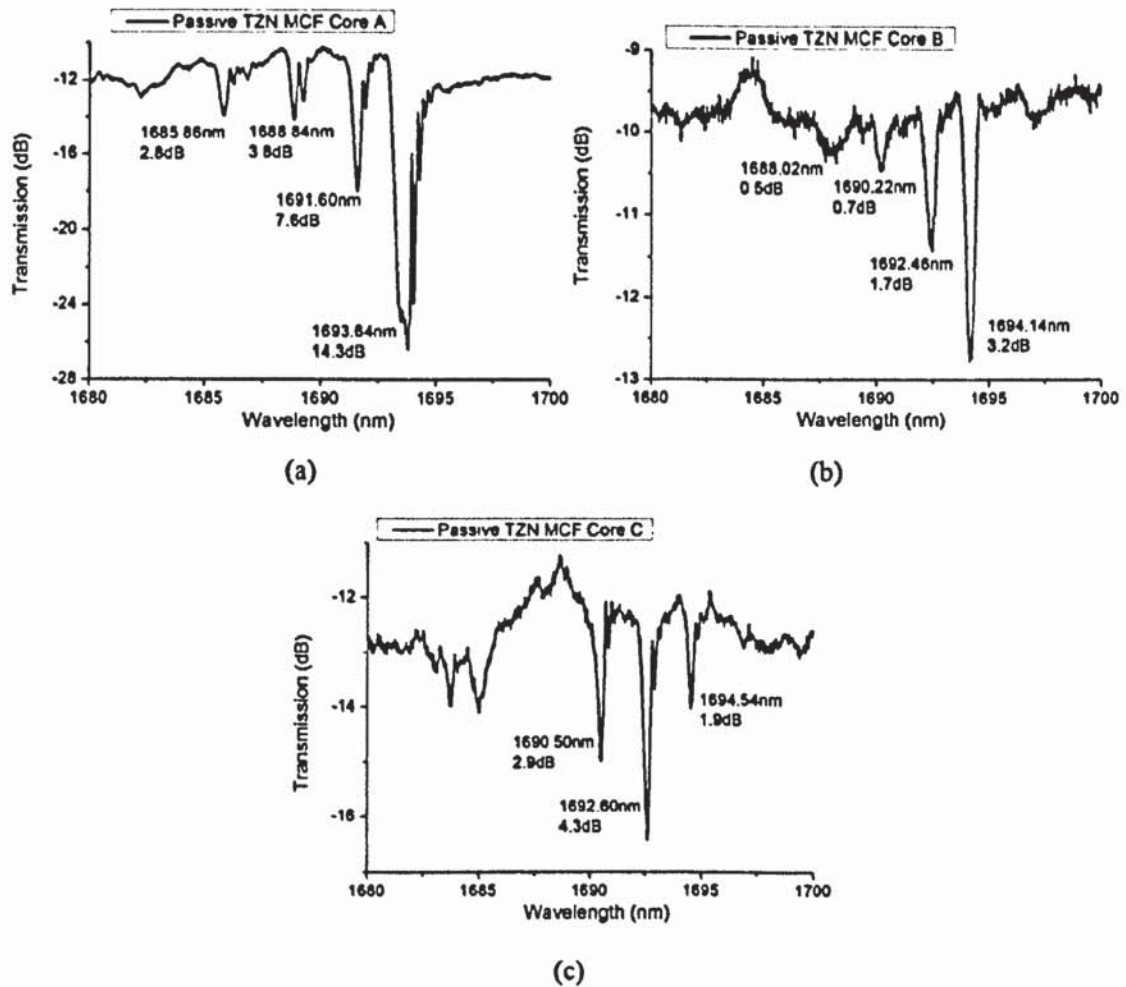 Passive TZN MCF Core A
Transmission (dB)
-12
-16
-20
-24
-28
1685.86nm
2.8dB
1688 84nm
3 8dB
1691.60nm
7.6dB
1693.84nm
14.3dB
1680
1685
1690
1695
1700
Wavelength (nm)
(a)
Passive TZN MCF Core B
Transmission (dB)
-9
-10
-11
-12
-13
1688.02nm
0 5dB
1690.22nm
0.7dB
1692.46nm
1.7dB
1694.14nm
3.2dB
1680
1685
1690
1695
1700
Wavelength (nm)
(b)
Passive TZN MCF Core C
Transmission (dB)
-12
-14
-16
1690 50nm
2.9dB
1692.60nm
4.3dB
1694.54nm
1.9dB
1680
1685
1690
1695
1700
Wavelength (nm)
(c)